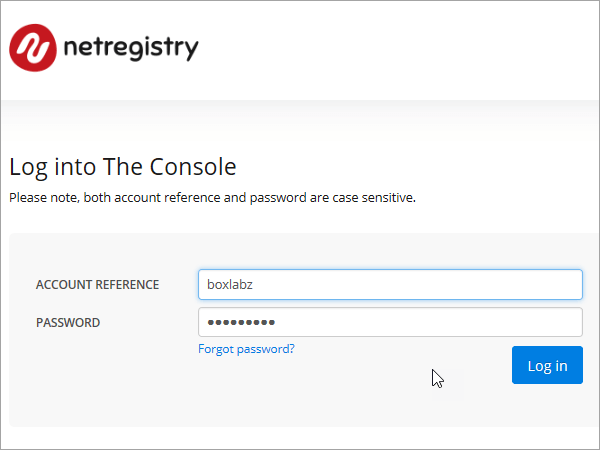 netregistry
Log into The Console
Please note, both account reference and password are case sensitive.
ACCOUNT REFERENCE
boxlabz
PASSWORD
●●●●●●●●●
Forgot password?
Log in